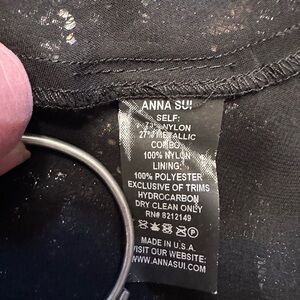 ANNA SUI
SELF:
73% NYLON
27% METALLIC
COMBO:
100% NYLON
LINING:
100% POLYESTER
EXCLUSIVE OF TRIMS
HYDROCARBON
DRY CLEAN ONLY
RN# 8212149
MADE IN U.S.A.
VISIT OUR WEBSITE:
WWW.ANNASUI.COM